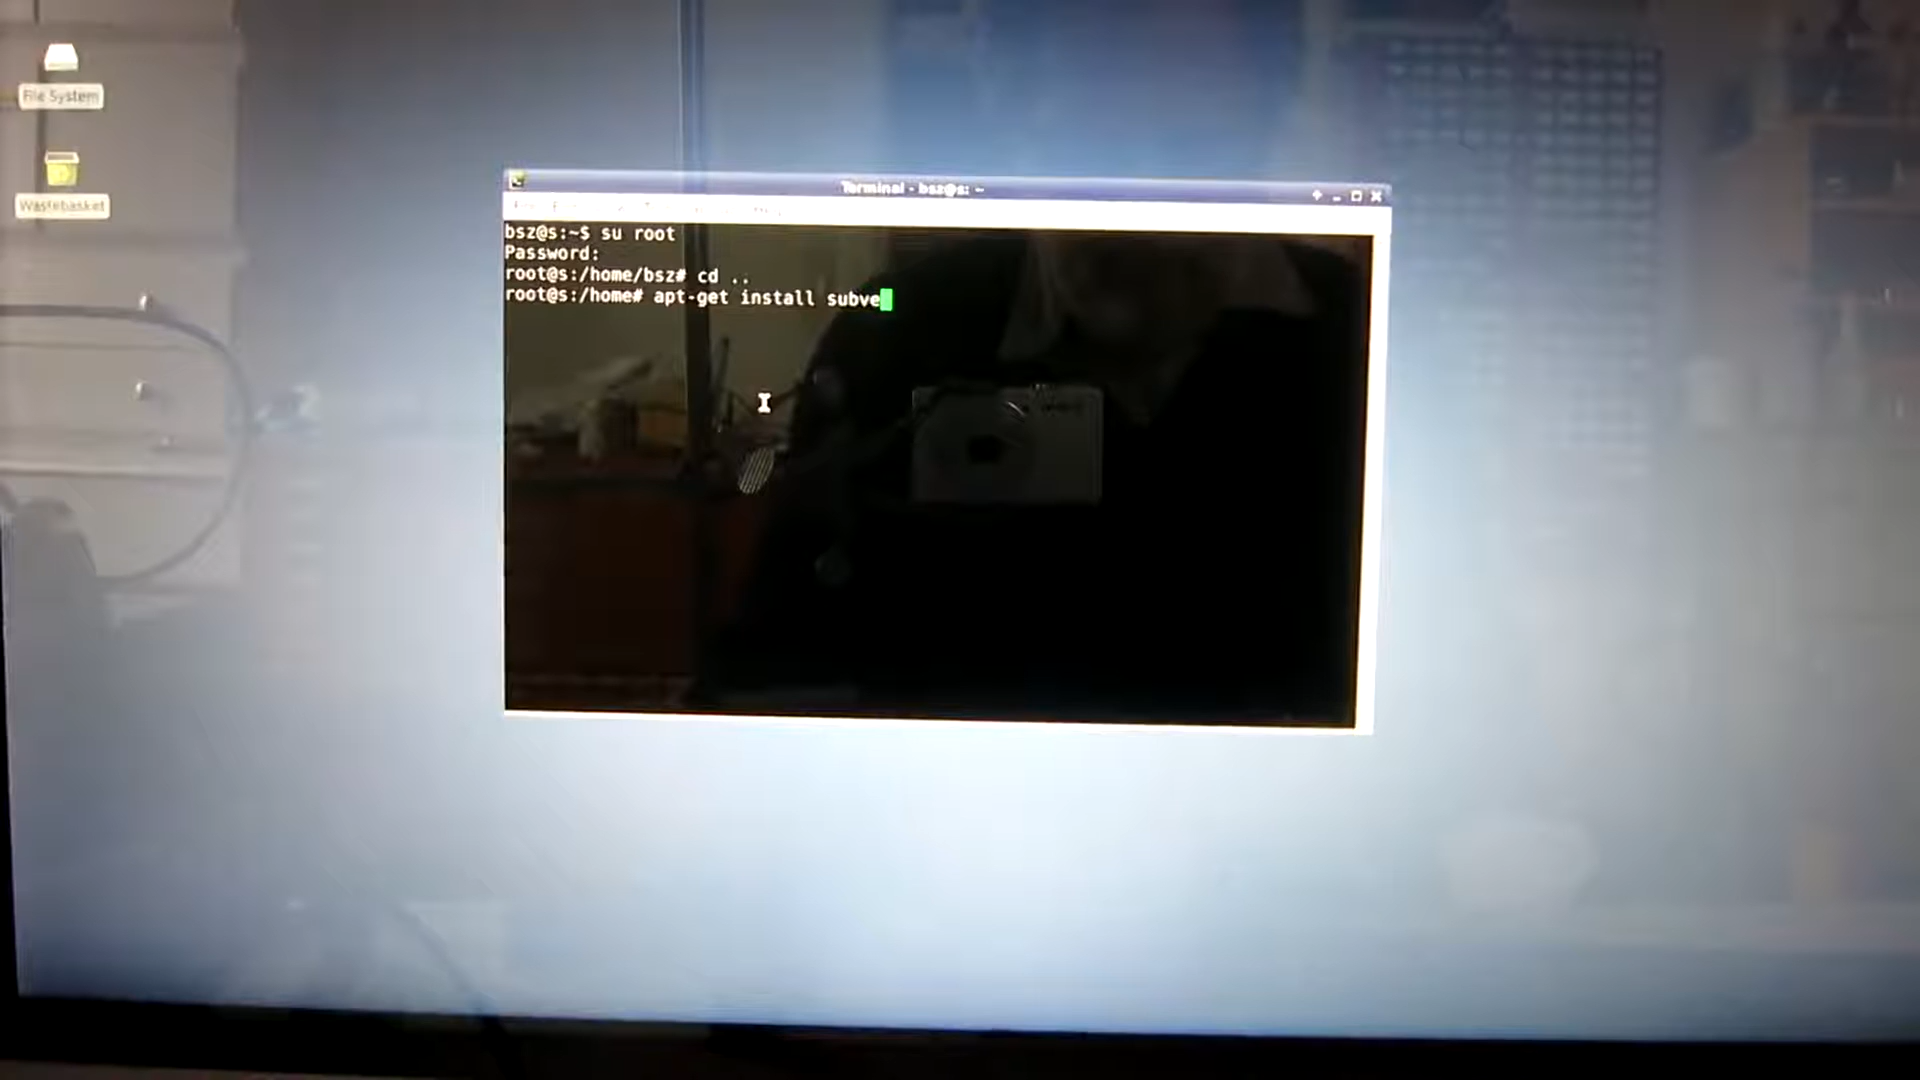 File System
Wastebasket
Terminal - bsz@s: ~
bsz@s:~$ su root
Password:
root@s:/home/bsz# cd ..
root@s:/home# apt-get install subve